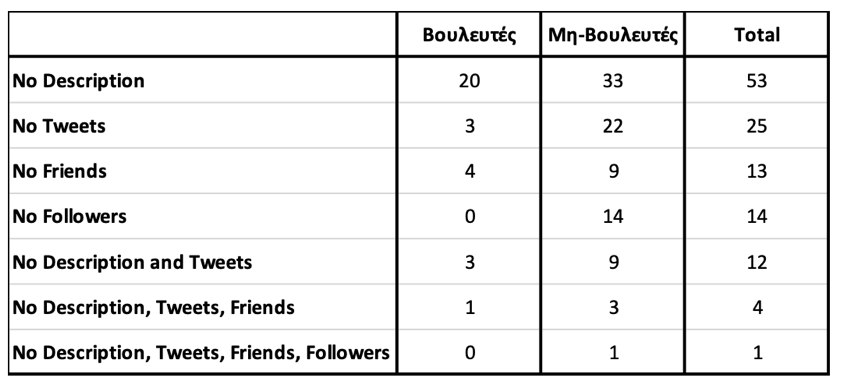 Βουλευτές Μη-Βουλευτές Total
No Description 20 33 53
No Tweets 3 22 25
No Friends 4 9 13
No Followers 0 14 14
No Description and Tweets 3 9 12
No Description, Tweets, Friends 1 3 4
No Description, Tweets, Friends, Followers 0 1 1